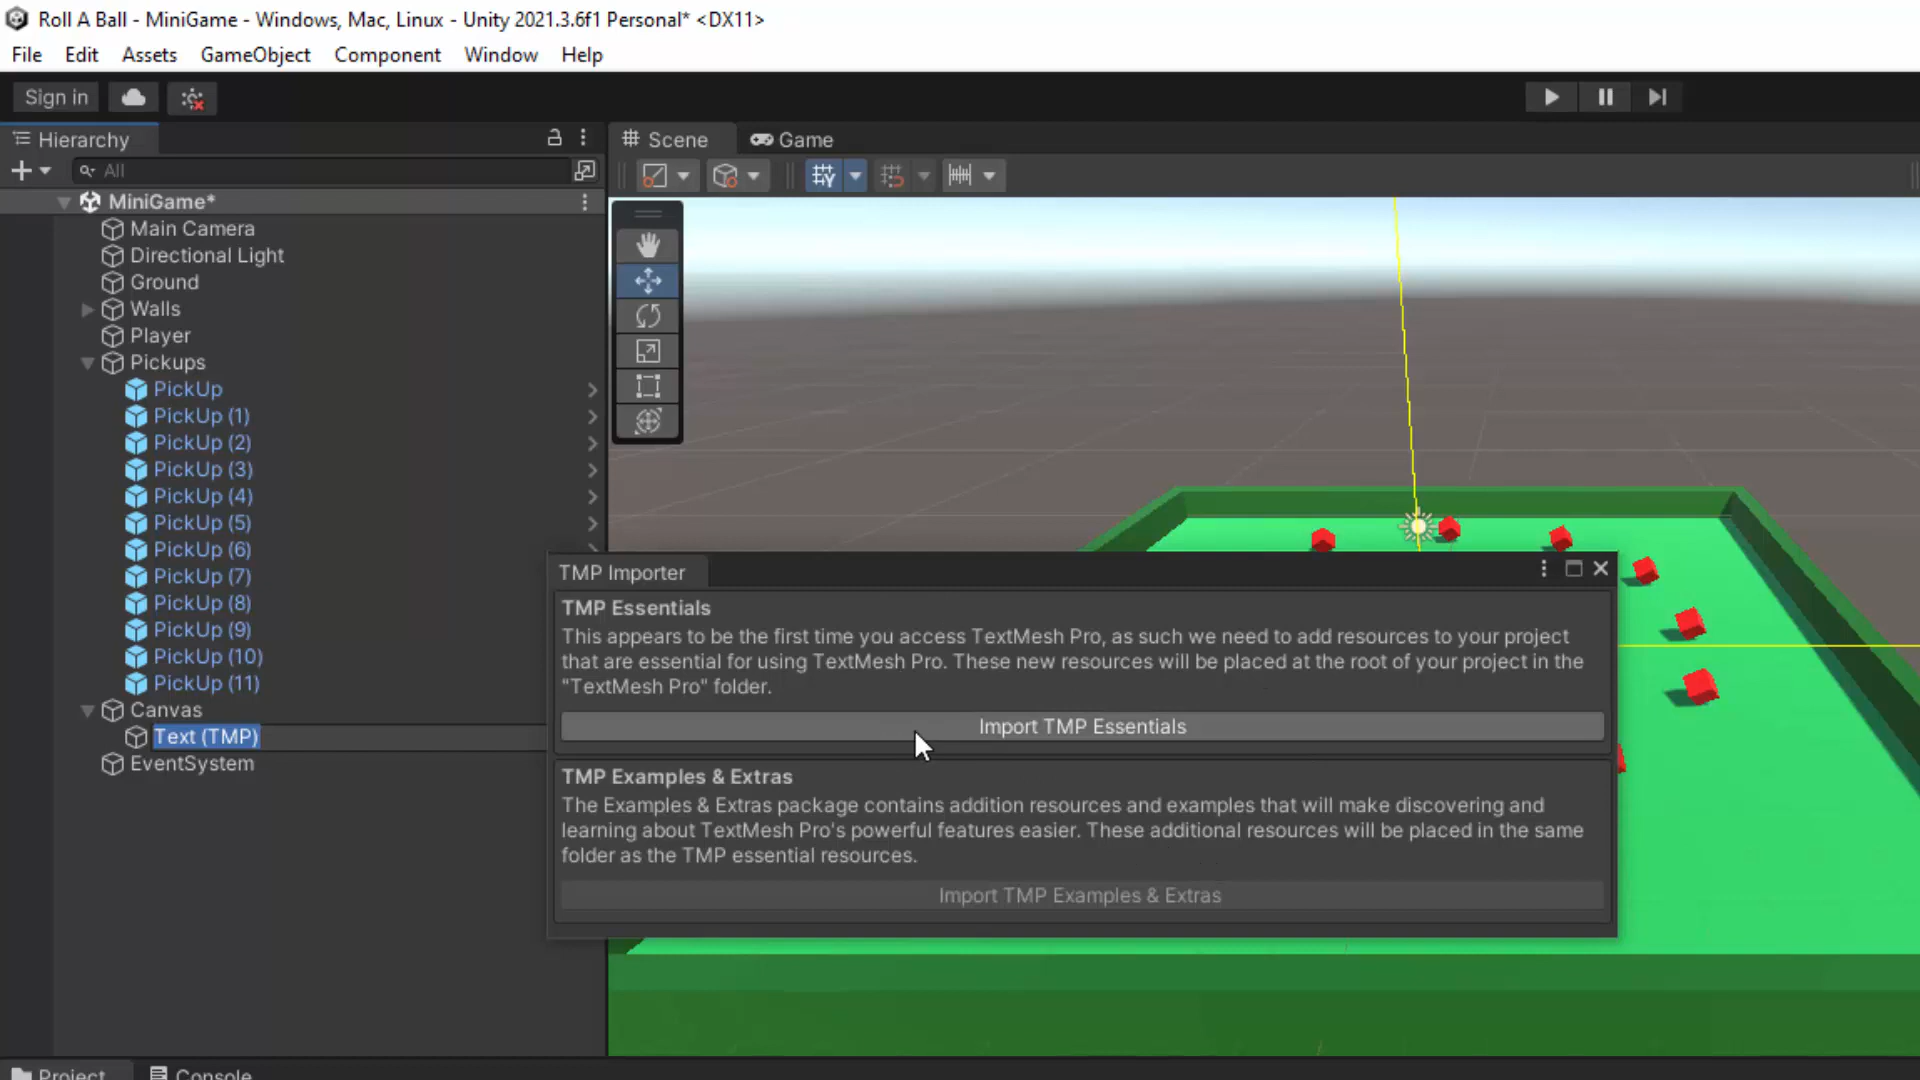 Roll A Ball - MiniGame - Windows, Mac, Linux - Unity 2021.3.6f1 Personal* <DX11>
File Edit Assets GameObject Component Window Help
Sign in
Hierarchy
Scene
Game
All
MiniGame*
Main Camera
Directional Light
Ground
Walls
Player
Pickups
PickUp
PickUp (1)
PickUp (2)
PickUp (3)
PickUp (4)
PickUp (5)
PickUp (6)
PickUp (7)
PickUp (8)
PickUp (9)
PickUp (10)
PickUp (11)
Canvas
Text (TMP)
EventSystem
TMP Importer
TMP Essentials
This appears to be the first time you access TextMesh Pro, as such we need to add resources to your project
that are essential for using TextMesh Pro. These new resources will be placed at the root of your project in the
"TextMesh Pro" folder.
Import TMP Essentials
TMP Examples & Extras
The Examples & Extras package contains addition resources and examples that will make discovering and
learning about TextMesh Pro's powerful features easier. These additional resources will be placed in the same
folder as the TMP essential resources.
Import TMP Examples & Extras
Project
Console